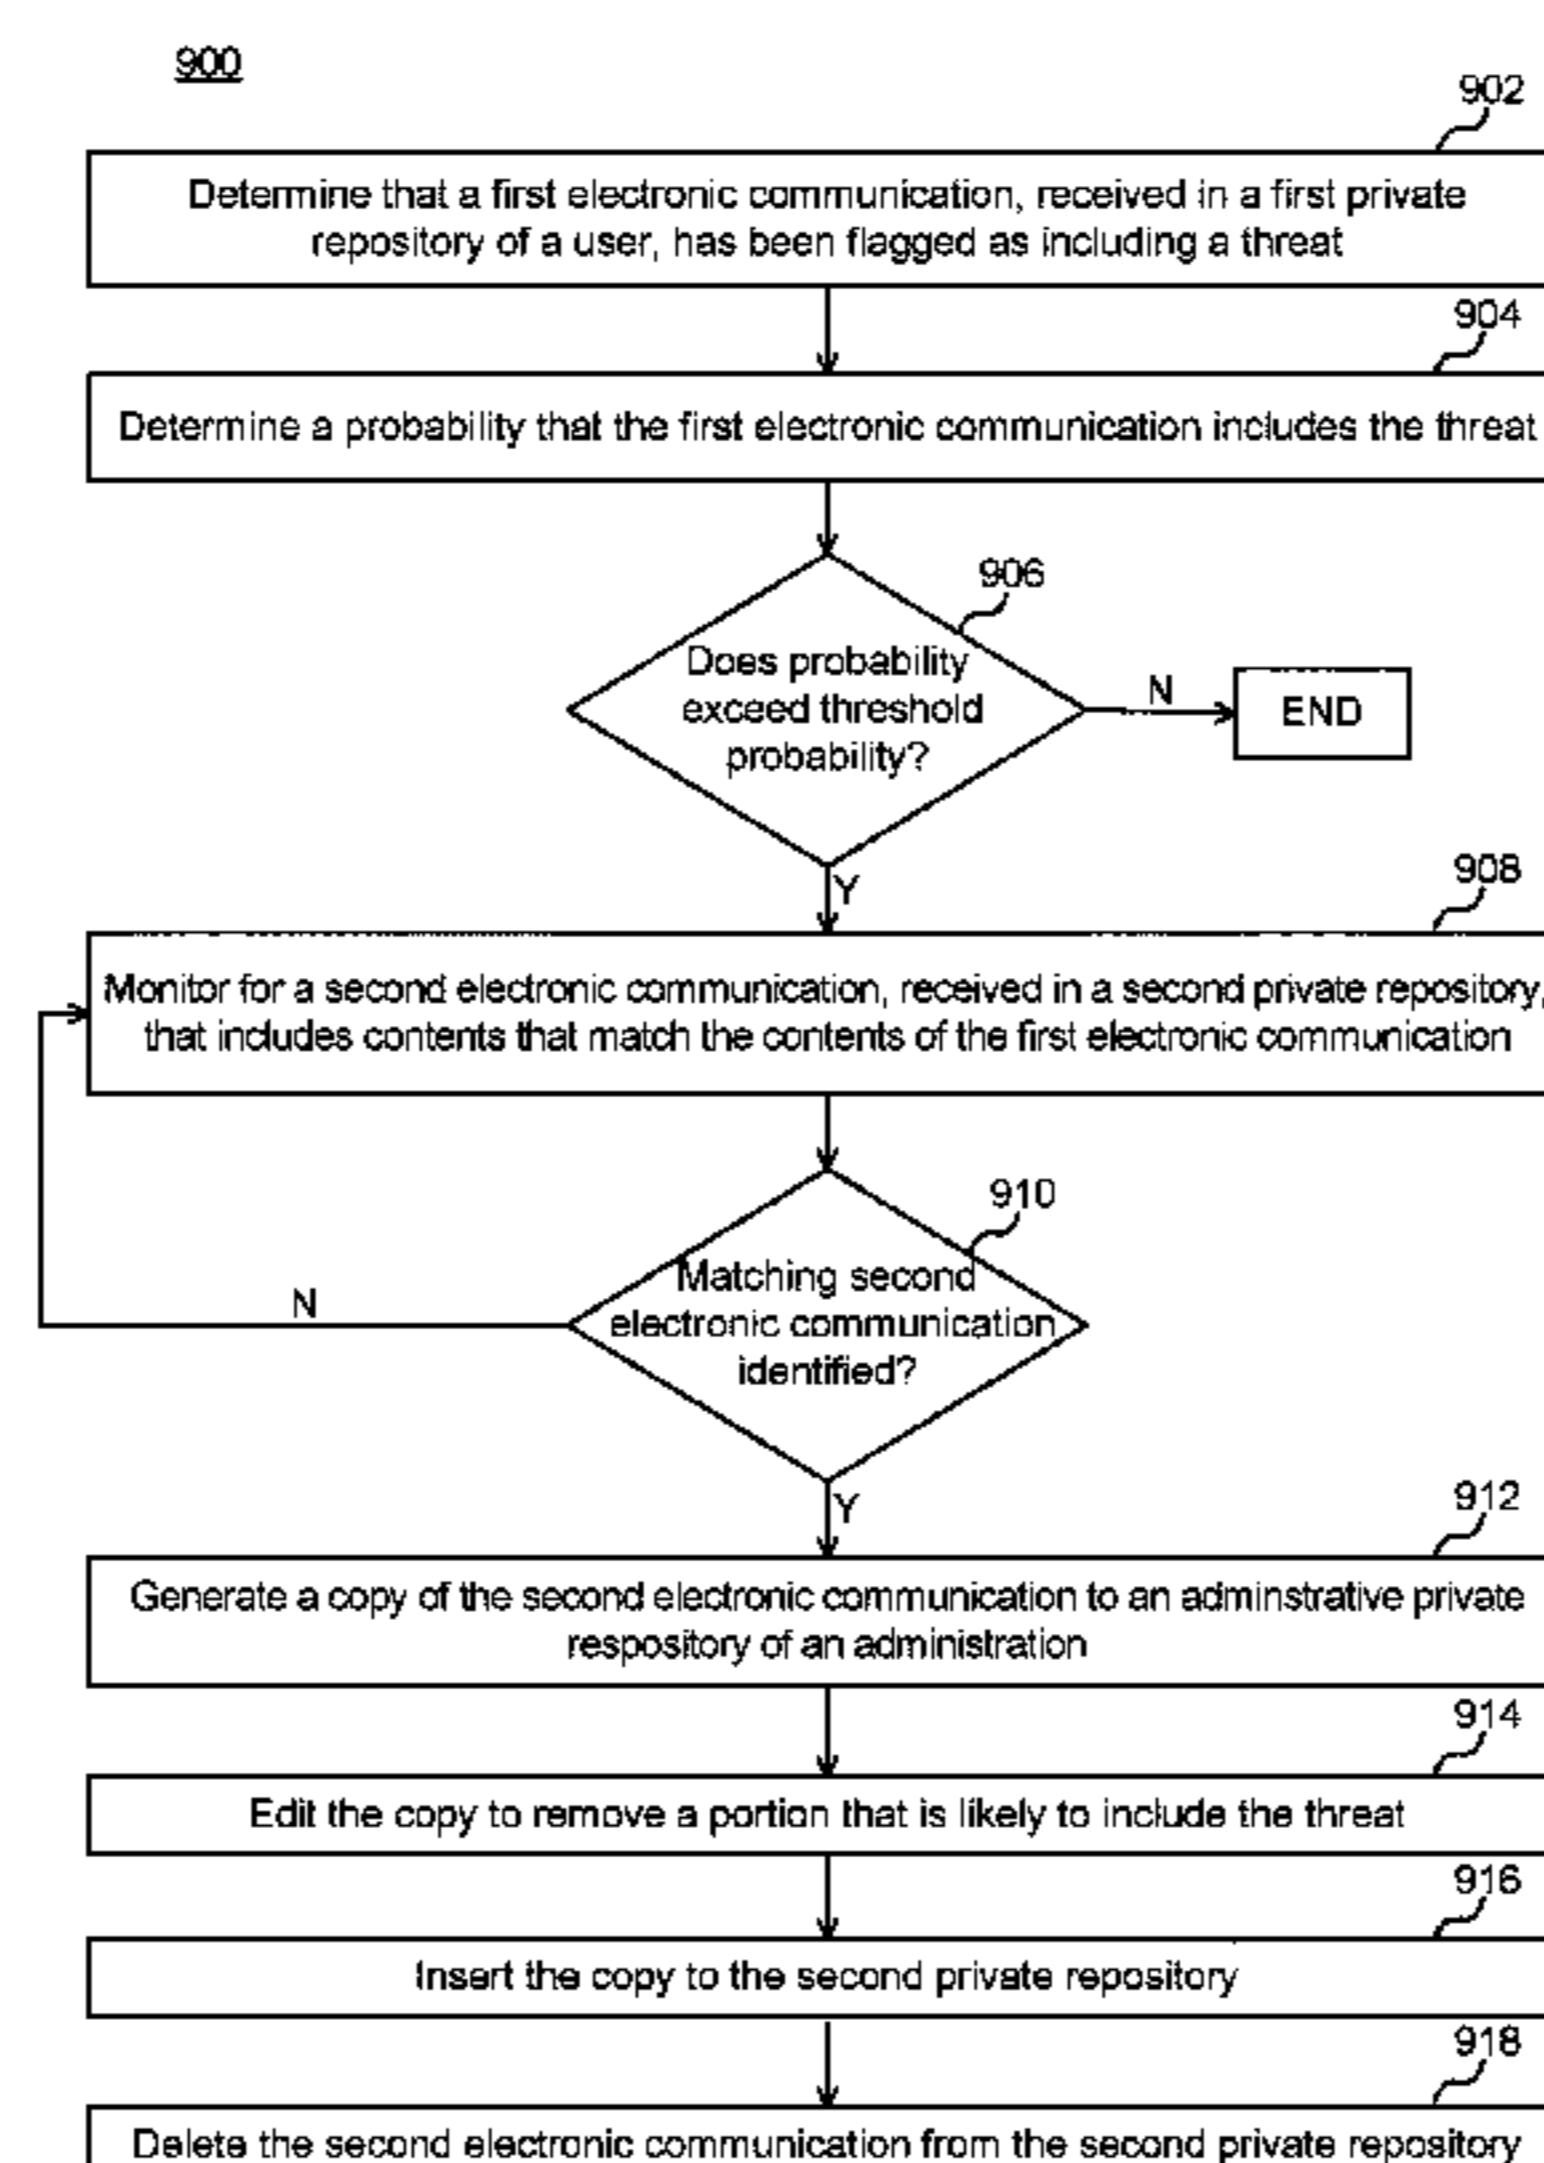 900
902
Determine that a first electronic communication, received in a first private
repository of a user, has been flagged as including a threat
904
Determine a probability that the first electronic communication includes the threat
906
Does probability
exceed threshold
probability?
N
END
Y
908
Monitor for a second electronic communication, received in a second private repository,
that includes contents that match the contents of the first electronic communication
910
Matching second
electronic communication
identified?
N
Y
912
Generate a copy of the second electronic communication to an adminstrative private
respository of an administration
914
Edit the copy to remove a portion that is likely to include the threat
916
Insert the copy to the second private repository
918
Delete the second electronic communication from the second private repository